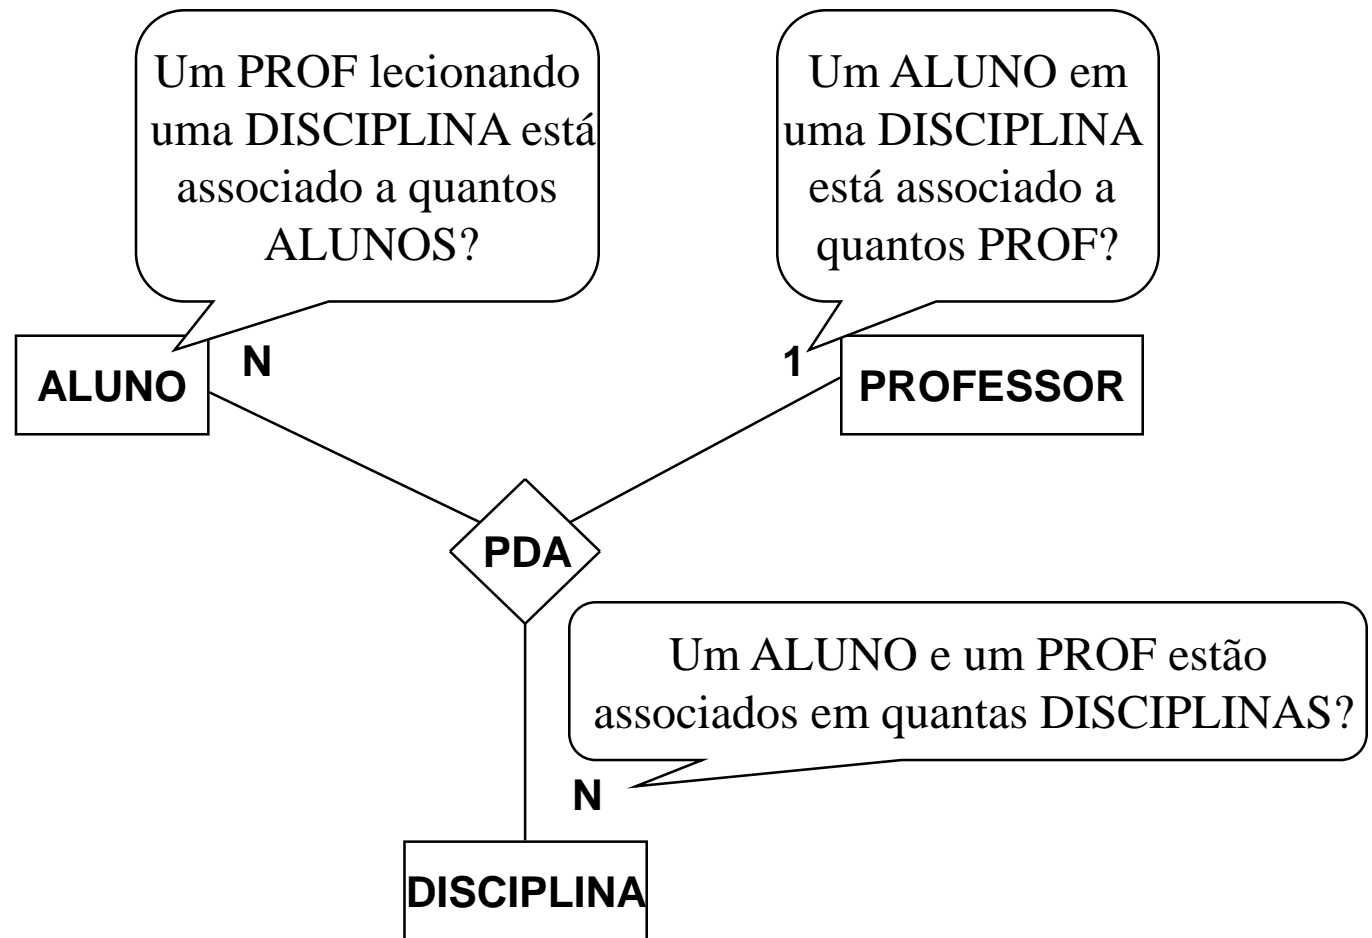 Um PROF lecionando
uma DISCIPLINA está
associado a quantos
ALUNOS?
Um ALUNO em
uma DISCIPLINA
está associado a
quantos PROF?
ALUNO
N
1
PROFESSOR
PDA
Um ALUNO e um PROF estão
associados em quantas DISCIPLINAS?
N
DISCIPLINA